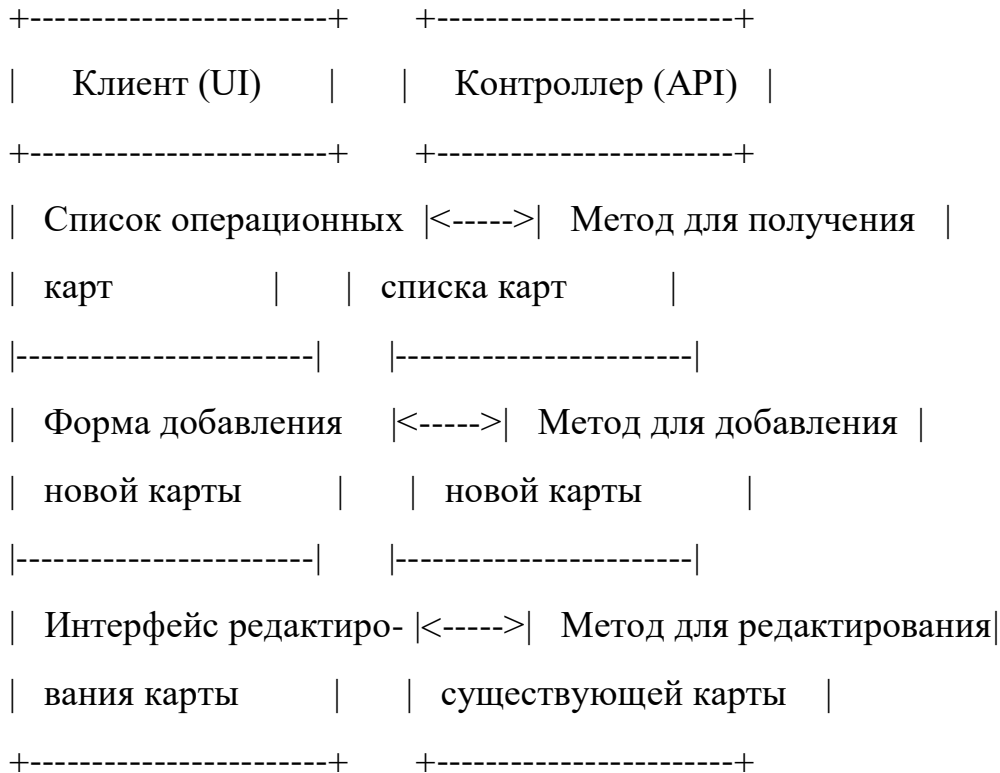 +------------------------+ +------------------------+
| Клиент (UI) | | Контроллер (API) |
+------------------------+ +------------------------+
| Список операционных |<----->| Метод для получения |
| карт | | списка карт |
|------------------------| |------------------------|
| Форма добавления |<----->| Метод для добавления |
| новой карты | | новой карты |
|------------------------| |------------------------|
| Интерфейс редактиро- |<----->| Метод для редактирования|
| вания карты | | существующей карты |
+------------------------+ +------------------------+